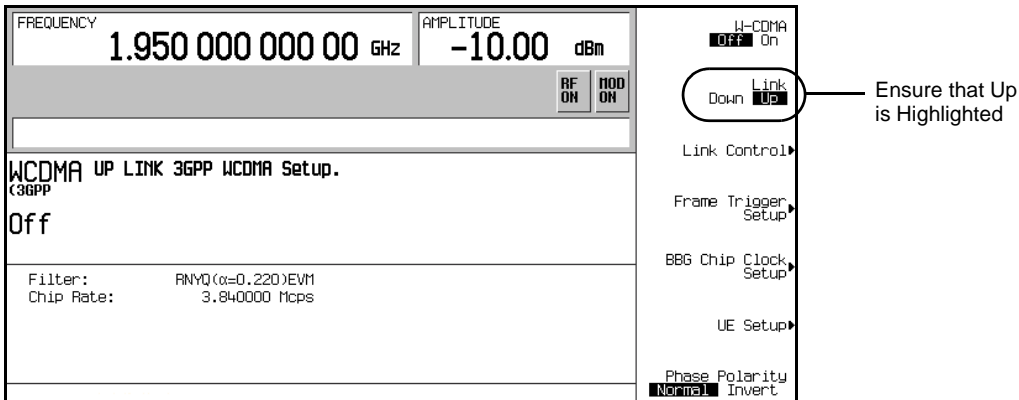 FREQUENCY
1.950 000 000 00 GHz
AMPLITUDE
-10.00 dBm
RF ON
MOD ON
WCDMA UP LINK 3GPP WCDMA Setup.
(3GPP
Off
Filter: RNYQ(α=0.220)EVM
Chip Rate: 3.840000 Mcps
W-CDMA
Off On
Link
Down Up
Link Control
Frame Trigger
Setup
BBG Chip Clock
Setup
UE Setup
Phase Polarity
Normal Invert
Ensure that Up
is Highlighted